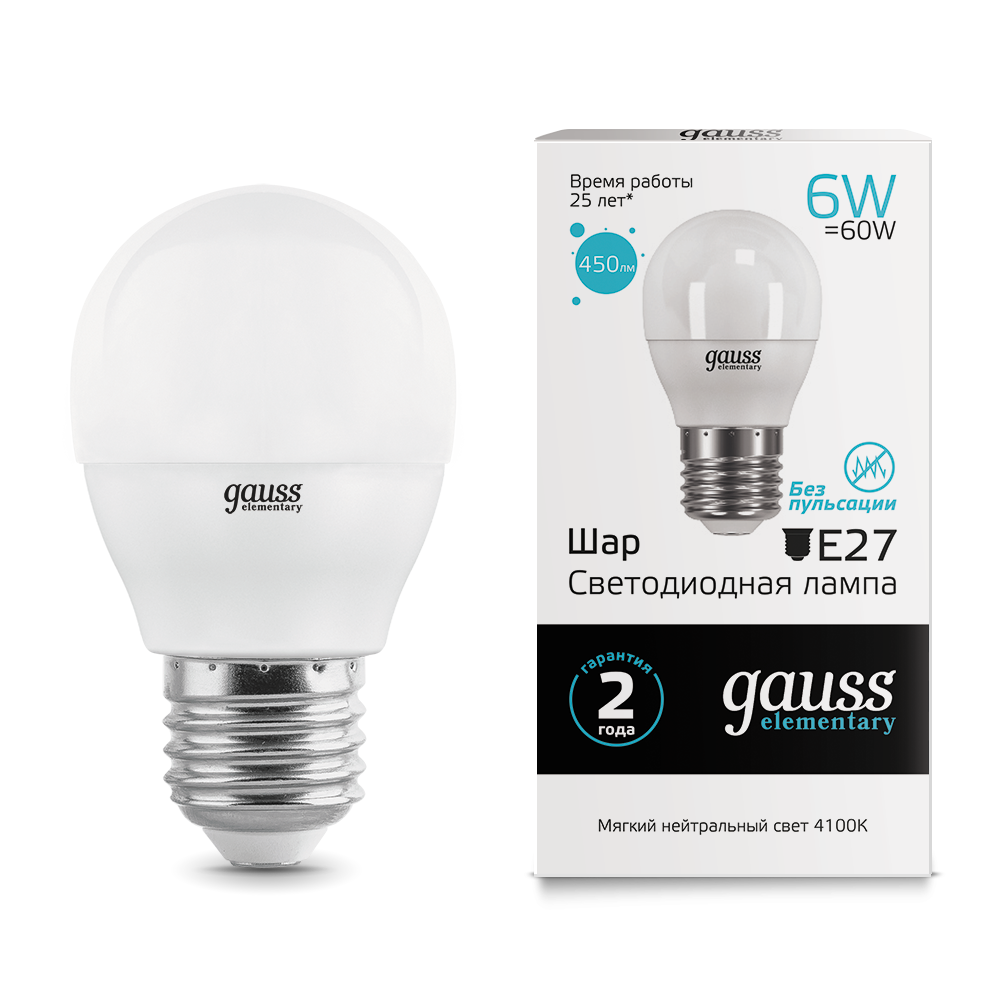 gauss
elementary
gauss
elementary
Время работы
25 лет*
6W
=60W
450лм
gauss
elementary
Без
пульсации
Шар
E27
Светодиодная лампа
гарантия
2
года
gauss
elementary
Мягкий нейтральный свет 4100К